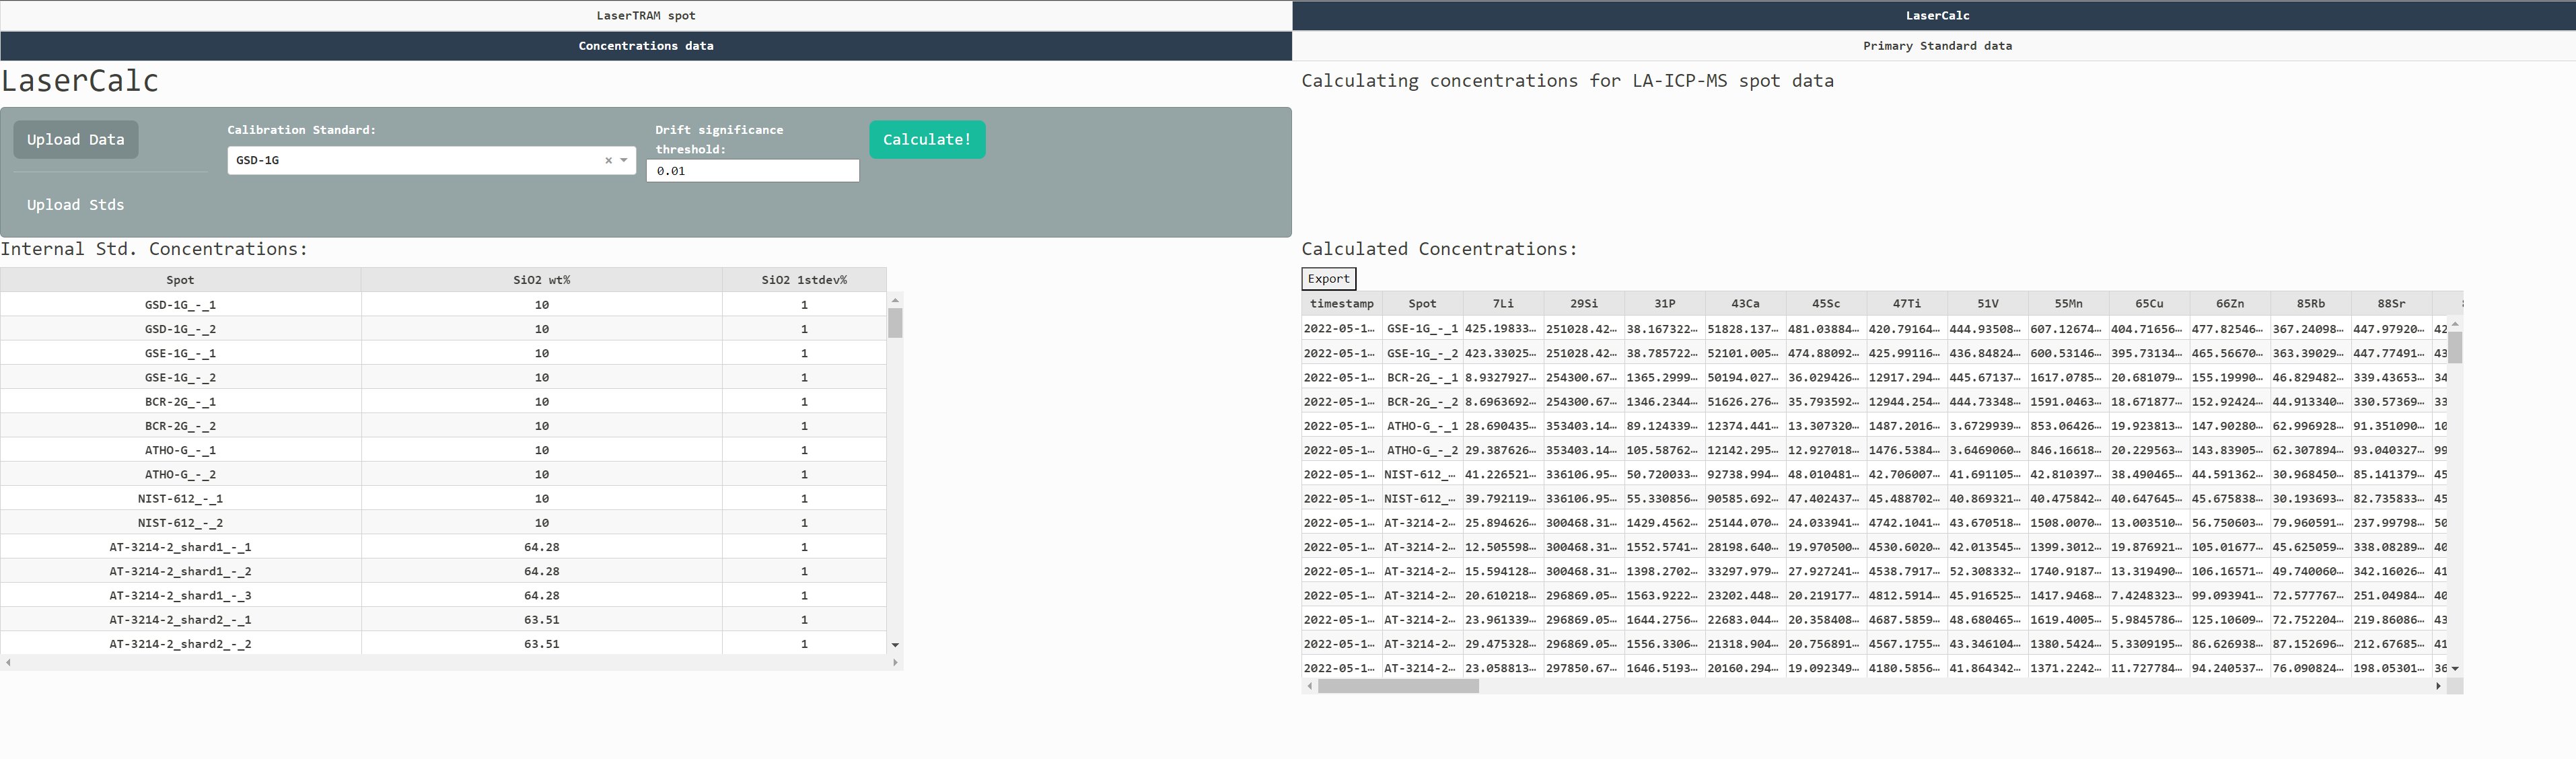 LaserTRAM spot LaserCalc
Concentrations data Primary Standard data
LaserCalc Calculating concentrations for LA-ICP-MS spot data
Upload Data Calibration Standard: Drift significance threshold: Calculate!
GSD-1G × 0.01
Upload Stds
Internal Std. Concentrations:
Spot SiO2 wt% SiO2 1stdev%
GSD-1G_-_1 10 1
GSD-1G_-_2 10 1
GSE-1G_-_1 10 1
GSE-1G_-_2 10 1
BCR-2G_-_1 10 1
BCR-2G_-_2 10 1
ATHO-G_-_1 10 1
ATHO-G_-_2 10 1
NIST-612_-_1 10 1
NIST-612_-_2 10 1
AT-3214-2_shard1_-_1 64.28 1
AT-3214-2_shard1_-_2 64.28 1
AT-3214-2_shard1_-_3 64.28 1
AT-3214-2_shard2_-_1 63.51 1
AT-3214-2_shard2_-_2 63.51 1
Calculated Concentrations:
Export
timestamp Spot 7Li 29Si 31P 43Ca 45Sc 47Ti 51V 55Mn 65Cu 66Zn 85Rb 88Sr
2022-05-1… GSE-1G_-_1 425.19833… 251028.42… 38.167322… 51828.137… 481.03884… 420.79164… 444.93508… 607.12674… 404.71656… 477.82546… 367.24098… 447.97920… 42
2022-05-1… GSE-1G_-_2 423.33025… 251028.42… 38.785722… 52101.005… 474.88092… 425.99116… 436.84824… 600.53146… 395.73134… 465.56670… 363.39029… 447.77491… 43
2022-05-1… BCR-2G_-_1 8.9327927… 254300.67… 1365.2999… 50194.027… 36.029426… 12917.294… 445.67137… 1617.0785… 20.681079… 155.19990… 46.829482… 339.43653… 34
2022-05-1… BCR-2G_-_2 8.6963692… 254300.67… 1346.2344… 51626.276… 35.793592… 12944.254… 444.73348… 1591.0463… 18.671877… 152.92424… 44.913340… 330.57369… 33
2022-05-1… ATHO-G_-_1 28.690435… 353403.14… 89.124339… 12374.441… 13.307320… 1487.2016… 3.6729939… 853.06426… 19.923813… 147.90280… 62.996928… 91.351090… 10
2022-05-1… ATHO-G_-_2 29.387626… 353403.14… 105.58762… 12142.295… 12.927018… 1476.5384… 3.6469060… 846.16618… 20.229563… 143.83905… 62.307894… 93.040327… 99
2022-05-1… NIST-612_… 41.226521… 336106.95… 50.720033… 92738.994… 48.010481… 42.706007… 41.691105… 42.810397… 38.490465… 44.591362… 30.968450… 85.141379… 45
2022-05-1… NIST-612_… 39.792119… 336106.95… 55.330856… 90585.692… 47.402437… 45.488702… 40.869321… 40.475842… 40.647645… 45.675838… 30.193693… 82.735833… 45
2022-05-1… AT-3214-2… 25.894626… 300468.31… 1429.4562… 25144.070… 24.033941… 4742.1041… 43.670518… 1508.0070… 13.003510… 56.750603… 79.960591… 237.99798… 50
2022-05-1… AT-3214-2… 12.505598… 300468.31… 1552.5741… 28198.640… 19.970500… 4530.6020… 42.013545… 1399.3012… 19.876921… 105.01677… 45.625059… 338.08289… 40
2022-05-1… AT-3214-2… 15.594128… 300468.31… 1398.2702… 33297.979… 27.927241… 4538.7917… 52.308332… 1740.9187… 13.319490… 106.16571… 49.740060… 342.16026… 41
2022-05-1… AT-3214-2… 20.610218… 296869.05… 1563.9222… 23202.448… 20.219177… 4812.5914… 45.916525… 1417.9468… 7.4248323… 99.093941… 72.577767… 251.04984… 40
2022-05-1… AT-3214-2… 23.961339… 296869.05… 1644.2756… 22683.044… 20.358408… 4687.5859… 48.680465… 1619.4005… 5.9845786… 125.10609… 72.752204… 219.86086… 43
2022-05-1… AT-3214-2… 29.475328… 296869.05… 1556.3306… 21318.904… 20.756891… 4567.1755… 43.346104… 1380.5424… 5.3309195… 86.626938… 87.152696… 212.67685… 41
2022-05-1… AT-3214-2… 23.058813… 297850.67… 1646.5193… 20160.294… 19.092349… 4180.5856… 41.864342… 1371.2242… 11.727784… 94.240537… 76.090824… 198.05301… 36